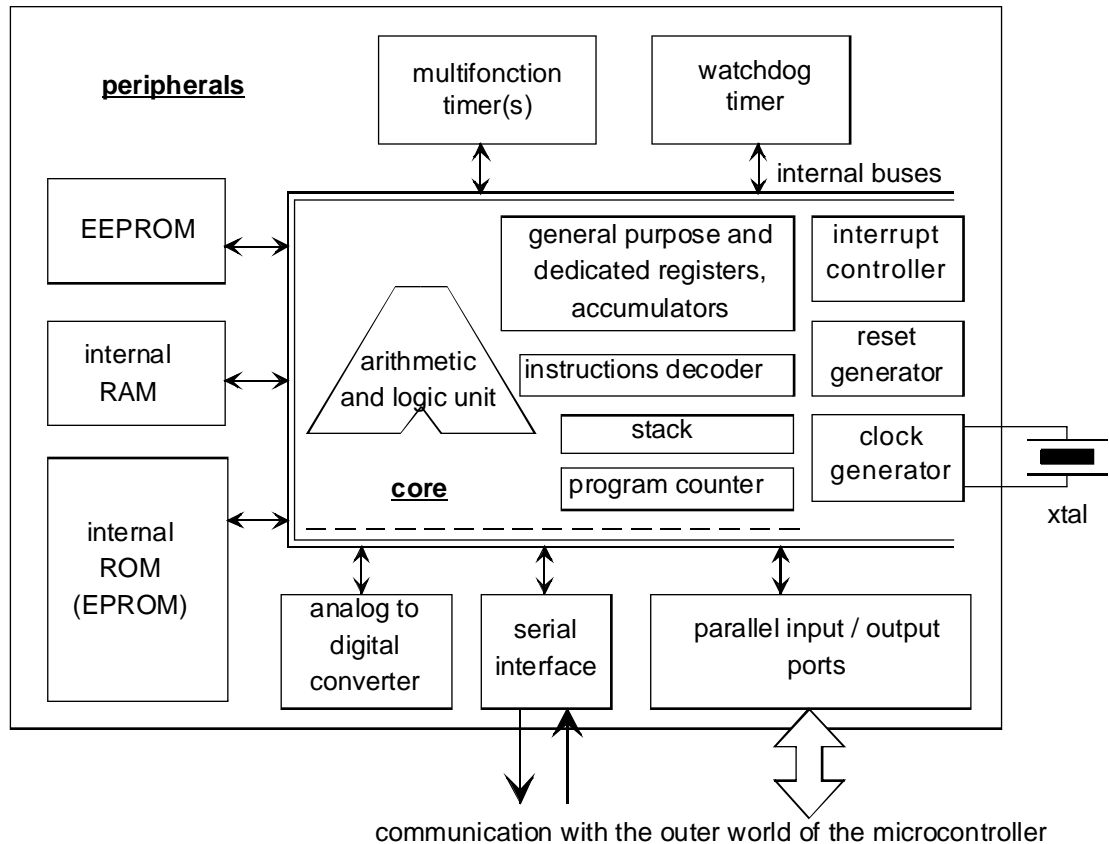 peripherals
multifonction
timer(s)
watchdog
timer
internal buses
EEPROM
general purpose and
dedicated registers,
accumulators
interrupt
controller
internal
RAM
arithmetic
and logic unit
instructions decoder
reset
generator
stack
clock
generator
core
program counter
xtal
internal
ROM
(EPROM)
analog to
digital
converter
serial
interface
parallel input / output
ports
communication with the outer world of the microcontroller